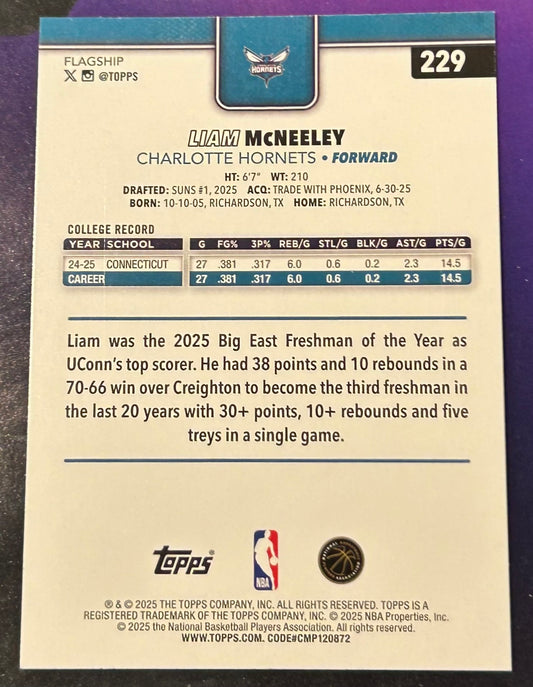 FLAGSHIP
X @TOPPS
HORNETS
229
LIAM McNEELEY
CHARLOTTE HORNETS • FORWARD
HT: 6'7" WT: 210
DRAFTED: SUNS #1, 2025 ACQ: TRADE WITH PHOENIX, 6-30-25
BORN: 10-10-05, RICHARDSON, TX HOME: RICHARDSON, TX
COLLEGE RECORD
YEAR SCHOOL G FG% 3P% REB/G STL/G BLK/G AST/G PTS/G
24-25 CONNECTICUT 27 .381 .317 6.0 0.6 0.2 2.3 14.5
CAREER 27 .381 .317 6.0 0.6 0.2 2.3 14.5
Liam was the 2025 Big East Freshman of the Year as
UConn's top scorer. He had 38 points and 10 rebounds in a
70-66 win over Creighton to become the third freshman in
the last 20 years with 30+ points, 10+ rebounds and five
treys in a single game.
Topps®
NBA
® & © 2025 THE TOPPS COMPANY, INC. ALL RIGHTS RESERVED. TOPPS IS A
REGISTERED TRADEMARK OF THE TOPPS COMPANY, INC. © 2025 NBA Properties, Inc.
© 2025 the National Basketball Players Association. All rights reserved.
WWW.TOPPS.COM. CODE#CMP120872